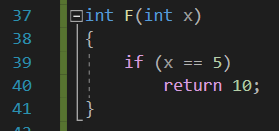 37 int F(int x)
38 {
39     if (x == 5)
40         return 10;
41 }